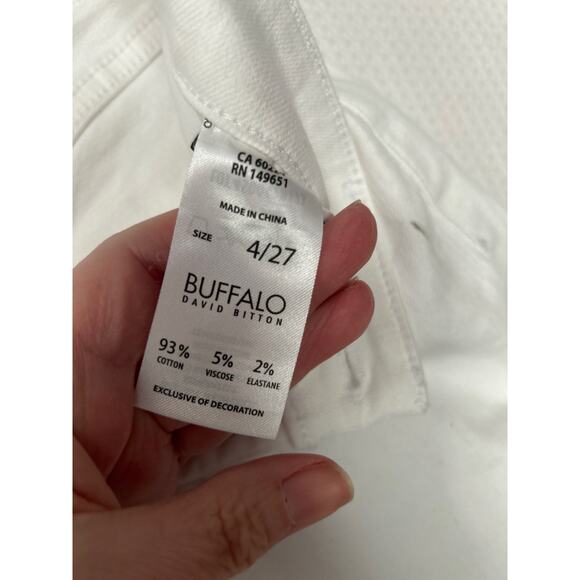 RN 149651
MADE IN CHINA
SIZE 4/27
BUFFALO
DAVID BITTON
93% 5% 2%
COTTON VISCOSE ELASTANE
EXCLUSIVE OF DECORATION